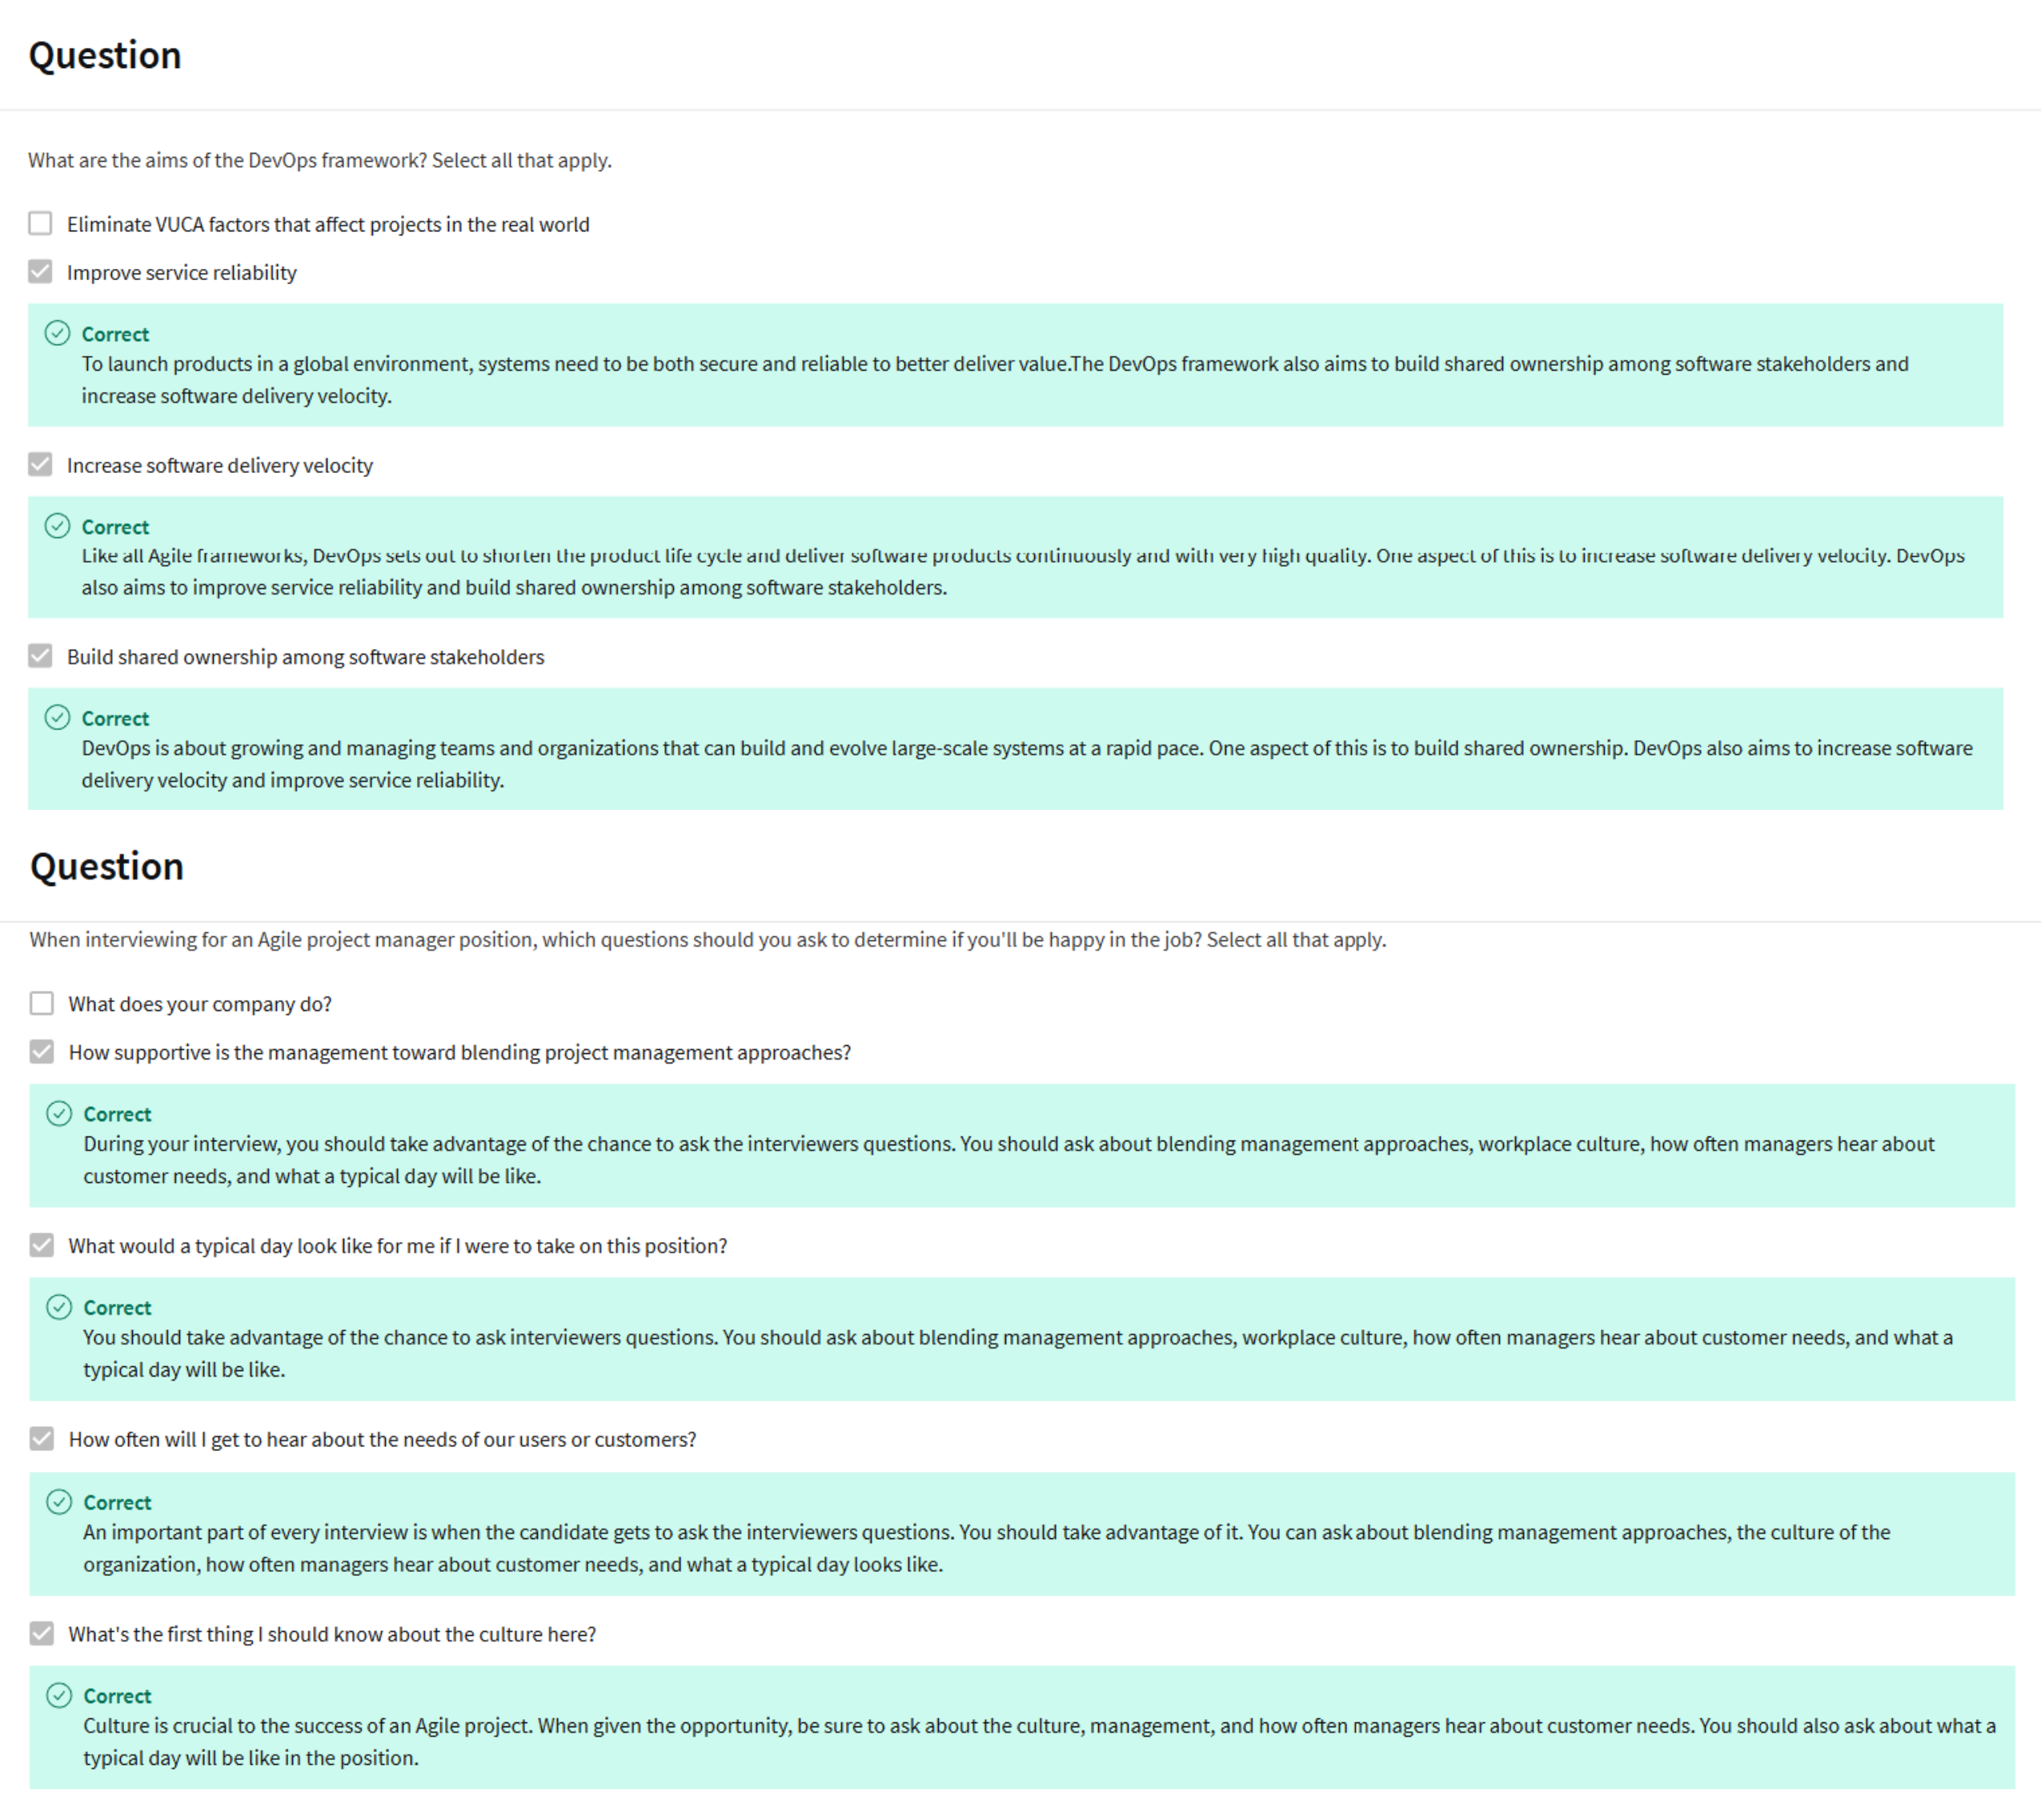 Question
What are the aims of the DevOps framework? Select all that apply.
Eliminate VUCA factors that affect projects in the real world
Improve service reliability
Correct
To launch products in a global environment, systems need to be both secure and reliable to better deliver value.The DevOps framework also aims to build shared ownership among software stakeholders and
increase software delivery velocity.
Increase software delivery velocity
Correct
Like all Agile frameworks, DevOps sets out to shorten the product life cycle and deliver software products continuously and with very high quality. One aspect of this is to increase software delivery velocity. DevOps
also aims to improve service reliability and build shared ownership among software stakeholders.
Build shared ownership among software stakeholders
Correct
DevOps is about growing and managing teams and organizations that can build and evolve large-scale systems at a rapid pace. One aspect of this is to build shared ownership. DevOps also aims to increase software
delivery velocity and improve service reliability.
Question
When interviewing for an Agile project manager position, which questions should you ask to determine if you'll be happy in the job? Select all that apply.
What does your company do?
How supportive is the management toward blending project management approaches?
Correct
During your interview, you should take advantage of the chance to ask the interviewers questions. You should ask about blending management approaches, workplace culture, how often managers hear about
customer needs, and what a typical day will be like.
What would a typical day look like for me if I were to take on this position?
Correct
You should take advantage of the chance to ask interviewers questions. You should ask about blending management approaches, workplace culture, how often managers hear about customer needs, and what a
typical day will be like.
How often will I get to hear about the needs of our users or customers?
Correct
An important part of every interview is when the candidate gets to ask the interviewers questions. You should take advantage of it. You can ask about blending management approaches, the culture of the
organization, how often managers hear about customer needs, and what a typical day looks like.
What's the first thing I should know about the culture here?
Correct
Culture is crucial to the success of an Agile project. When given the opportunity, be sure to ask about the culture, management, and how often managers hear about customer needs. You should also ask about what a
typical day will be like in the position.